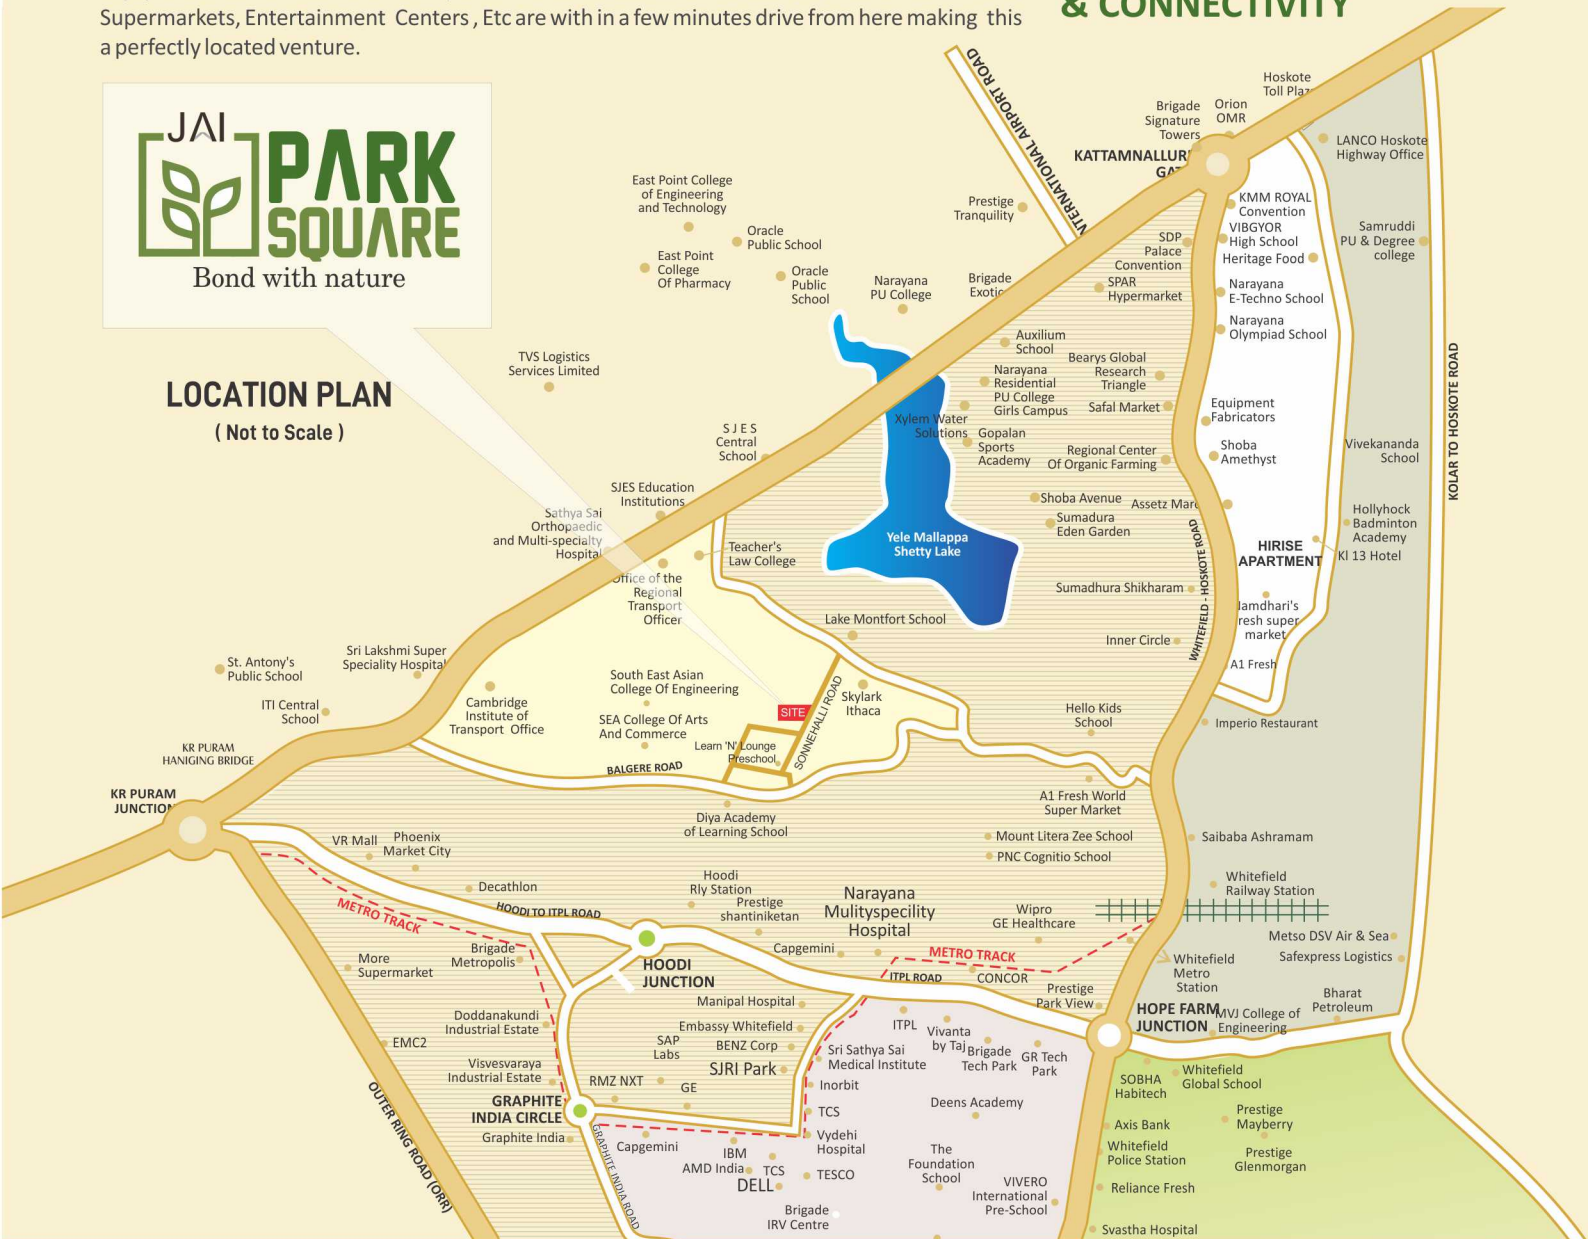 Supermarkets, Entertainment Centers , Etc are with in a few minutes drive from here making this
a perfectly located venture.
& CONNECTIVITY
JAI
PARK
SQUARE
Bond with nature
LOCATION PLAN
( Not to Scale )
INTERNATIONAL AIRPORT ROAD
Hoskote
Toll Plaza
Brigade
Signature
Towers
Orion
OMR
KATTAMNALLUR
GATE
LANCO Hoskote
Highway Office
East Point College
of Engineering
and Technology
Oracle
Public School
East Point
College
Of Pharmacy
Oracle
Public
School
Narayana
PU College
Prestige
Tranquility
Brigade
Exotic
SDP
Palace
Convention
SPAR
Hypermarket
KMM ROYAL
Convention
VIBGYOR
High School
Heritage Food
Narayana
E-Techno School
Narayana
Olympiad School
Samruddi
PU & Degree
college
KOLAR TO HOSKOTE ROAD
TVS Logistics
Services Limited
Auxilium
School
Narayana
Residential
PU College
Girls Campus
Bearys Global
Research
Triangle
Safal Market
Equipment
Fabricators
Xylem Water
Solutions
Gopalan
Sports
Academy
Regional Center
Of Organic Farming
Shoba
Amethyst
Vivekananda
School
S J E S
Central
School
SJES Education
Institutions
Sathya Sai
Orthopaedic
and Multi-specialty
Hospital
Shoba Avenue
Assetz Marq
Sumadura
Eden Garden
Hollyhock
Badminton
Academy
Kl 13 Hotel
HIRISE
APARTMENT
Yele Mallappa
Shetty Lake
Teacher's
Law College
Office of the
Regional
Transport
Officer
WHITEFIELD - HOSKOTE ROAD
Sumadhura Shikharam
Namdhari's
fresh super
market
Lake Montfort School
Inner Circle
A1 Fresh
St. Antony's
Public School
Sri Lakshmi Super
Speciality Hospital
ITI Central
School
Cambridge
Institute of
Transport Office
South East Asian
College Of Engineering
SEA College Of Arts
And Commerce
SITE
SONNEHALLI ROAD
Skylark
Ithaca
Learn 'N' Lounge
Preschool
Hello Kids
School
Imperio Restaurant
KR PURAM
HANIGING BRIDGE
BALGERE ROAD
KR PURAM
JUNCTION
Diya Academy
of Learning School
A1 Fresh World
Super Market
Mount Litera Zee School
PNC Cognitio School
Saibaba Ashramam
VR Mall
Phoenix
Market City
Decathlon
Hoodi
Rly Station
Prestige
shantiniketan
Narayana
Mulityspecility
Hospital
Wipro
GE Healthcare
Whitefield
Railway Station
METRO TRACK
HOODI TO ITPL ROAD
Capgemini
METRO TRACK
Metso DSV Air & Sea
Safexpress Logistics
More
Supermarket
Brigade
Metropolis
HOODI
JUNCTION
ITPL ROAD
CONCOR
Whitefield
Metro
Station
Prestige
Park View
HOPE FARM
JUNCTION
MVJ College of
Engineering
Bharat
Petroleum
Manipal Hospital
Doddanakundi
Industrial Estate
Embassy Whitefield
BENZ Corp
SAP
Labs
SJRI Park
ITPL
Vivanta
by Taj
Brigade
Tech Park
GR Tech
Park
EMC2
Visvesvaraya
Industrial Estate
RMZ NXT
GE
Sri Sathya Sai
Medical Institute
Inorbit
SOBHA
Habitech
Whitefield
Global School
OUTER RING ROAD (ORR)
GRAPHITE
INDIA CIRCLE
Graphite India
GRAPHITE INDIA ROAD
TCS
Deens Academy
Prestige
Mayberry
Axis Bank
Whitefield
Police Station
Prestige
Glenmorgan
Capgemini
IBM
AMD India
TCS
DELL
Vydehi
Hospital
TESCO
The
Foundation
School
VIVERO
International
Pre-School
Reliance Fresh
Brigade
IRV Centre
Svastha Hospital